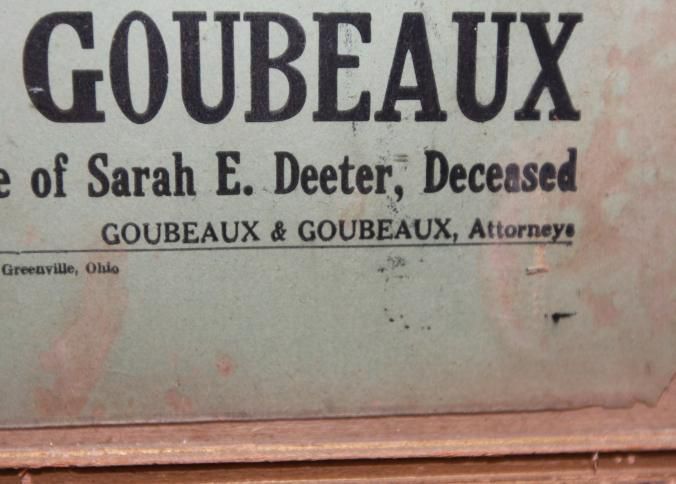 GOUBEAUX
e of Sarah E. Deeter, Deceased
GOUBEAUX & GOUBEAUX, Attorneys
Greenville, Ohio